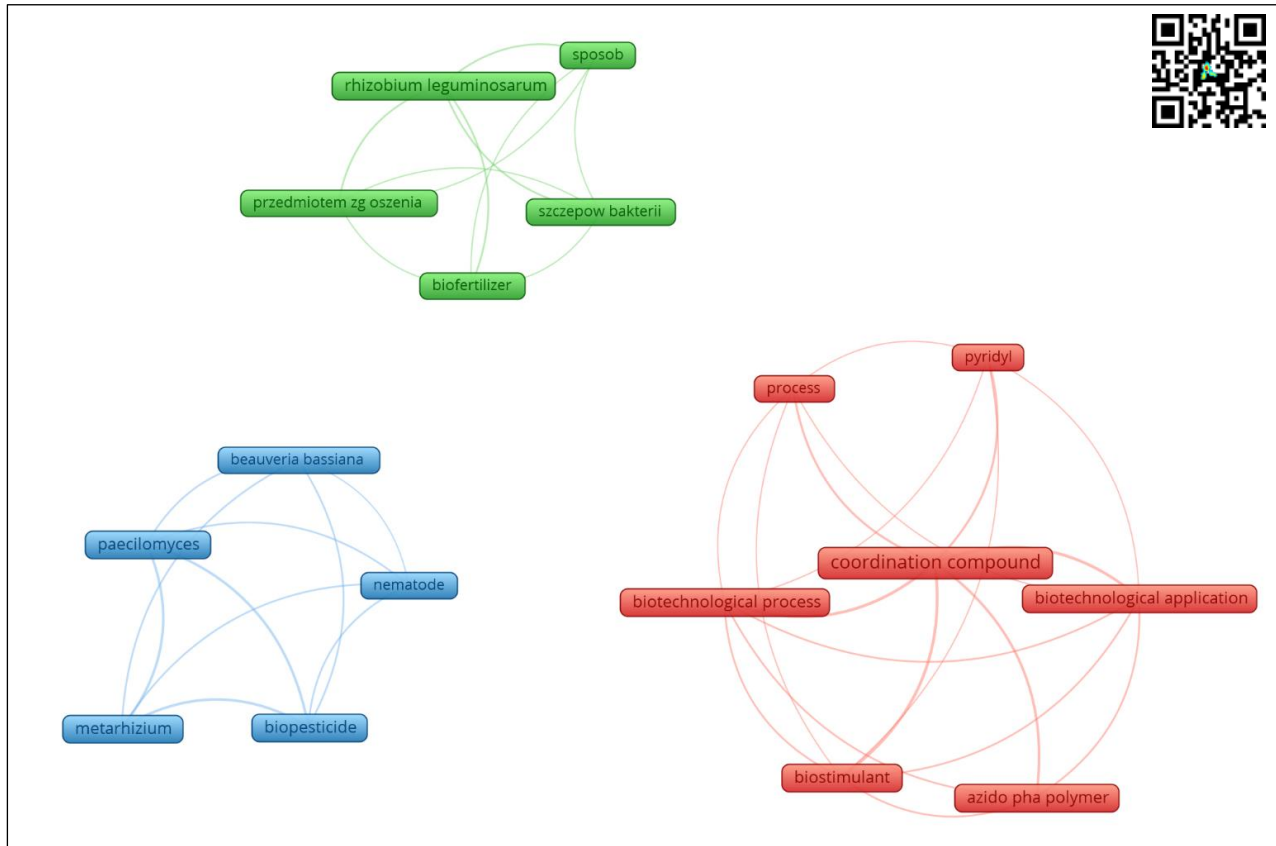 sposob
rhizobium leguminosarum
przedmiotem zg oszenia
szczepow bakterii
biofertilizer
pyridyl
process
beauveria bassiana
paecilomyces
coordination compound
nematode
biotechnological process
biotechnological application
metarhizium
biopesticide
biostimulant
azido pha polymer